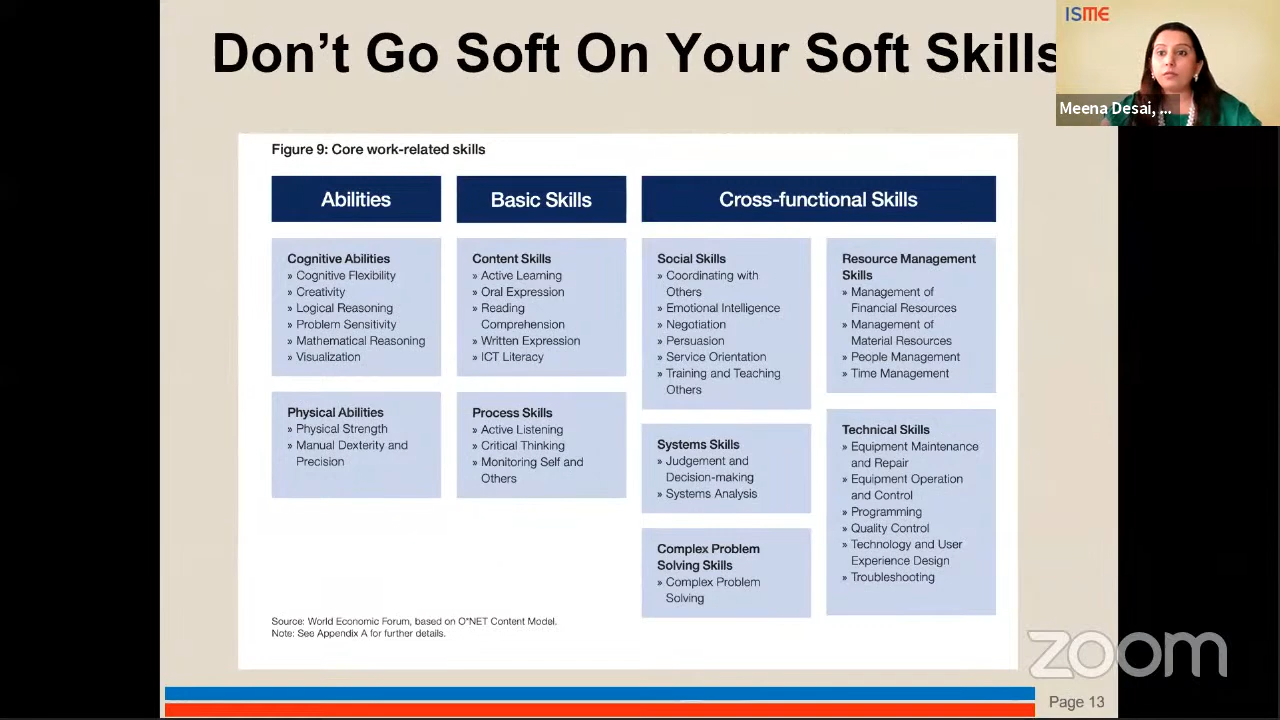 Don't Go Soft On Your Soft Skills
ISME
Meena Desai, ...
Figure 9: Core work-related skills
Abilities
Basic Skills
Cross-functional Skills
Cognitive Abilities
» Cognitive Flexibility
» Creativity
» Logical Reasoning
» Problem Sensitivity
» Mathematical Reasoning
» Visualization
Physical Abilities
» Physical Strength
» Manual Dexterity and
Precision
Content Skills
» Active Learning
» Oral Expression
» Reading
Comprehension
» Written Expression
» ICT Literacy
Process Skills
» Active Listening
» Critical Thinking
» Monitoring Self and
Others
Social Skills
» Coordinating with
Others
» Emotional Intelligence
» Negotiation
» Persuasion
» Service Orientation
» Training and Teaching
Others
Systems Skills
» Judgement and
Decision-making
» Systems Analysis
Complex Problem
Solving Skills
» Complex Problem
Solving
Resource Management
Skills
» Management of
Financial Resources
» Management of
Material Resources
» People Management
» Time Management
Technical Skills
» Equipment Maintenance
and Repair
» Equipment Operation
and Control
» Programming
» Quality Control
» Technology and User
Experience Design
» Troubleshooting
Source: World Economic Forum, based on O*NET Content Model.
Note: See Appendix A for further details.
zoom
Page 13